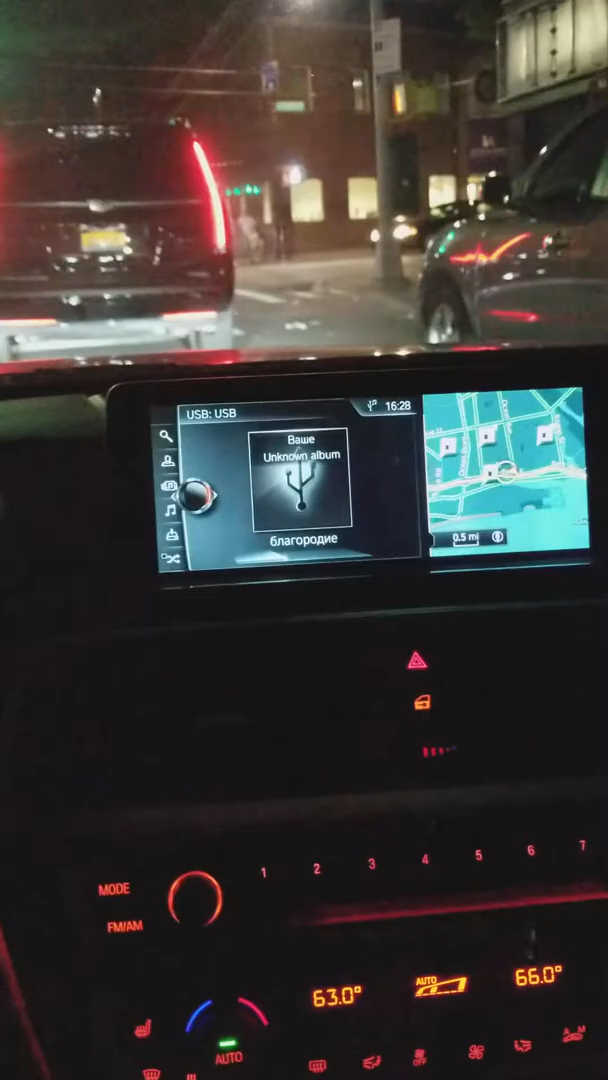 USB: USB
16:28
Ваше
Unknown album
благородие
0.5 mi
MODE
FM/AM
1 2 3 4 5 6 7
63.0°
AUTO
66.0°
AUTO
OFF
A M